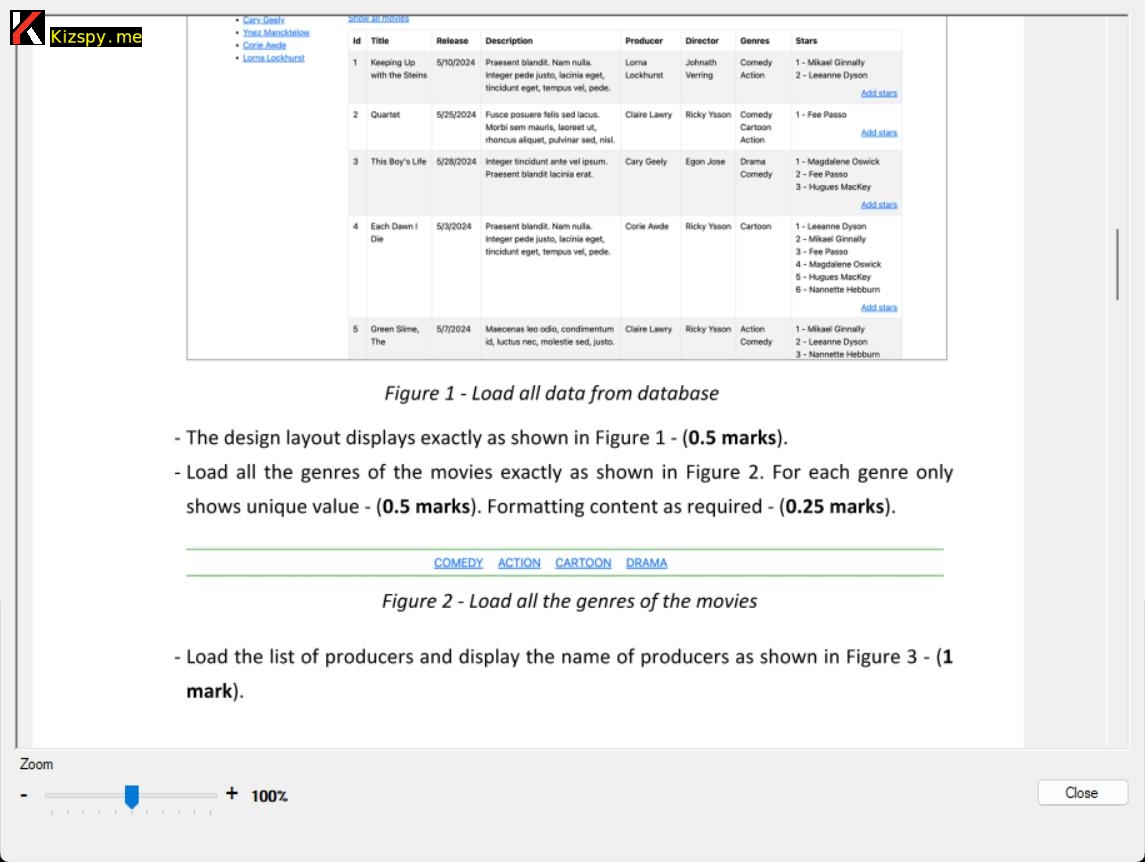 Kizspy.me
Cary Geely
Ynez Mancktelow
Corie Awde
Lorna Lockhurst
Show all movies
Id Title Release Description Producer Director Genres Stars
1 Keeping Up 5/10/2024 Praesent blandit. Nam nulla. Lorna Johnath Comedy 1 - Mikael Ginnally
with the Steins Integer pede justo, lacinia eget, Lockhurst Verring Action 2 - Leeanne Dyson
tincidunt eget, tempus vel, pede.
Add stars
2 Quartet 5/25/2024 Fusce posuere felis sed lacus. Claire Lawry Ricky Ysson Comedy 1 - Fee Passo
Morbi sem mauris, laoreet ut, Cartoon
rhoncus aliquet, pulvinar sed, nisl. Action
Add stars
3 This Boy's Life 5/28/2024 Integer tincidunt ante vel ipsum. Cary Geely Egon Jose Drama 1 - Magdalene Oswick
Praesent blandit lacinia erat. Comedy 2 - Fee Passo
3 - Hugues MacKey
Add stars
4 Each Dawn I 5/3/2024 Praesent blandit. Nam nulla. Corie Awde Ricky Ysson Cartoon 1 - Leeanne Dyson
Die Integer pede justo, lacinia eget, 2 - Mikael Ginnally
tincidunt eget, tempus vel, pede. 3 - Fee Passo
4 - Magdalene Oswick
5 - Hugues MacKey
6 - Nannette Hebburn
Add stars
5 Green Slime, 5/7/2024 Maecenas leo odio, condimentum Claire Lawry Ricky Ysson Action 1 - Mikael Ginnally
The id, luctus nec, molestie sed, justo. Comedy 2 - Leeanne Dyson
3 - Nannette Hebburn
Figure 1 - Load all data from database
- The design layout displays exactly as shown in Figure 1 - (0.5 marks).
- Load all the genres of the movies exactly as shown in Figure 2. For each genre only
shows unique value - (0.5 marks). Formatting content as required - (0.25 marks).
COMEDY ACTION CARTOON DRAMA
Figure 2 - Load all the genres of the movies
- Load the list of producers and display the name of producers as shown in Figure 3 - (1
mark).
Zoom
- + 100%
Close